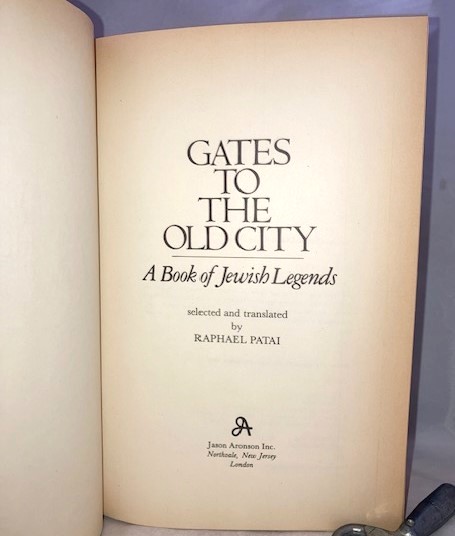 GATES
TO
THE
OLD CITY
A Book of Jewish Legends
selected and translated
by
RAPHAEL PATAI
Jason Aronson Inc.
Northvale, New Jersey
London